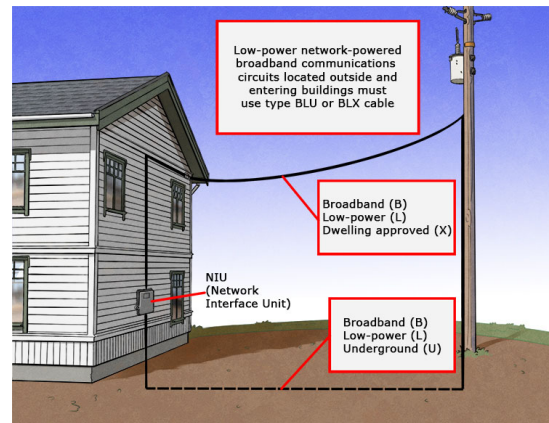 Low-power network-powered
broadband communications
circuits located outside and
entering buildings must
use type BLU or BLX cable
Broadband (B)
Low-power (L)
Dwelling approved (X)
NIU
(Network
Interface Unit)
Broadband (B)
Low-power (L)
Underground (U)